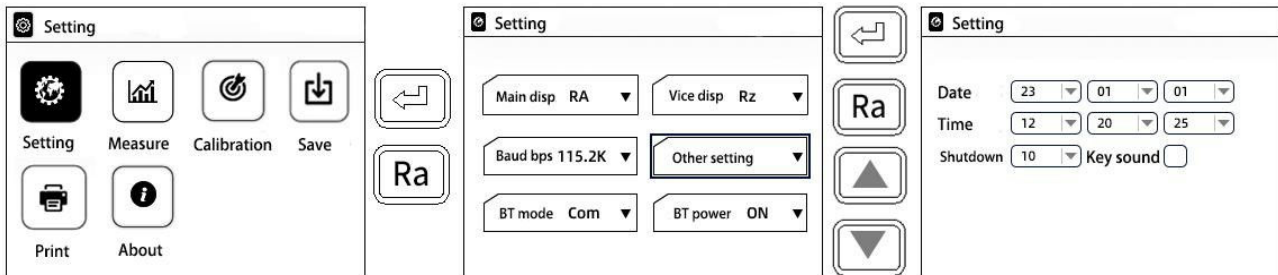 Setting
Setting Measure Calibration Save
Print About
Ra
Setting
Main disp RA Vice disp Rz
Baud bps 115.2K Other setting
BT mode Com BT power ON
Ra
Setting
Date 23 01 01
Time 12 20 25
Shutdown 10 Key sound